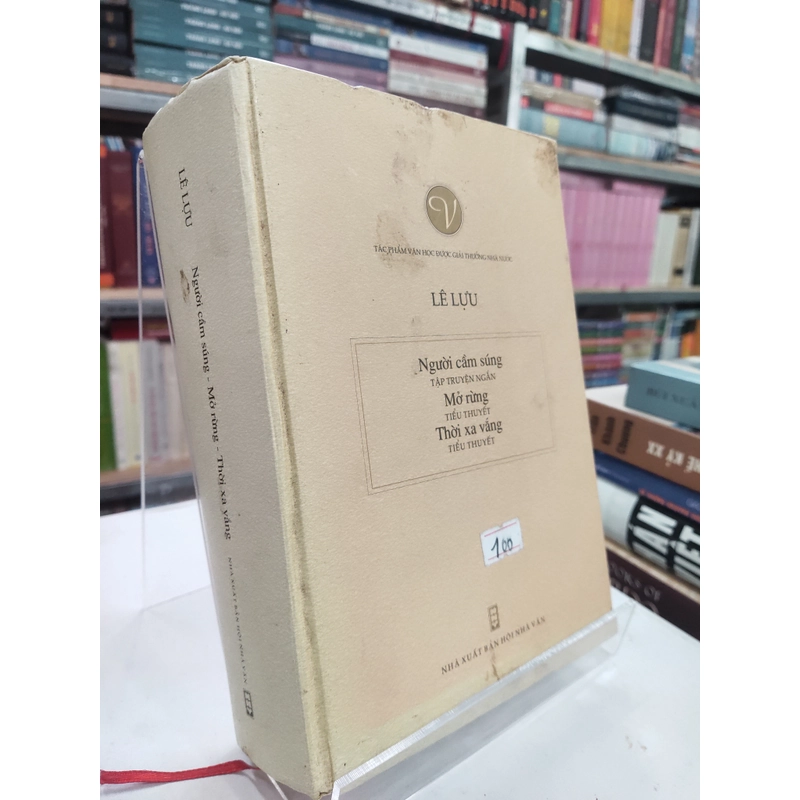 V
TÁC PHẨM VĂN HỌC ĐƯỢC GIẢI THƯỞNG NHÀ NƯỚC
LÊ LỰU
Người cầm súng
TẬP TRUYỆN NGẮN
Mở rừng
TIỂU THUYẾT
Thời xa vắng
TIỂU THUYẾT
100
NHÀ XUẤT BẢN HỘI NHÀ VĂN
LÊ LỰU
Người cầm súng - Mở rừng - Thời xa vắng
NHÀ XUẤT BẢN HỘI NHÀ VĂN
KỶ XX